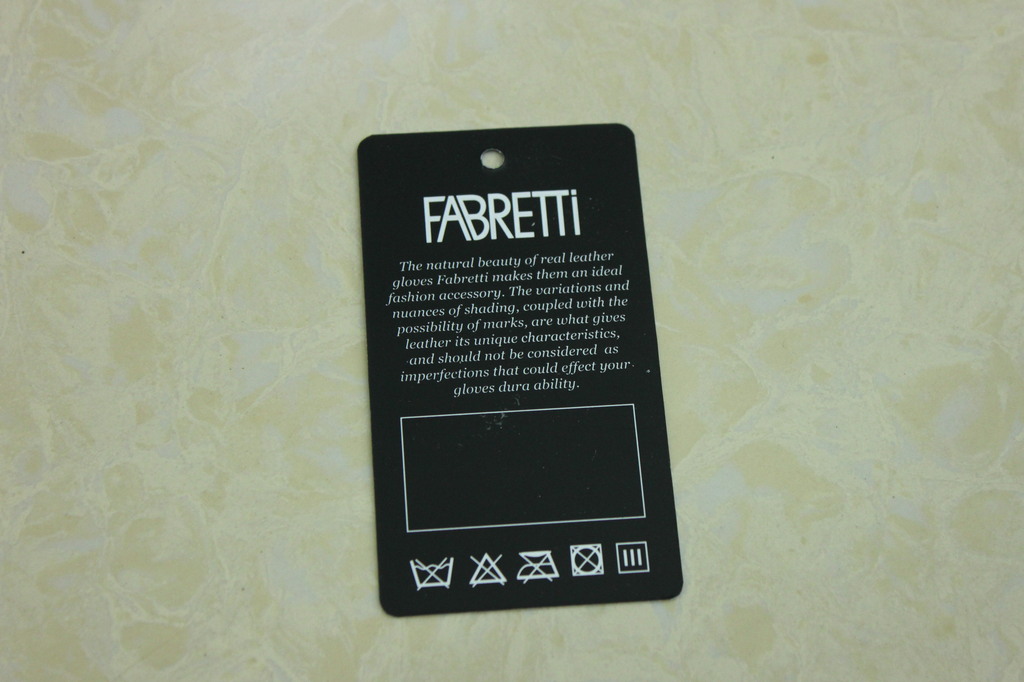 FABRETTi
The natural beauty of real leather
gloves Fabretti makes them an ideal
fashion accessory. The variations and
nuances of shading, coupled with the
possibility of marks, are what gives
leather its unique characteristics,
and should not be considered as
imperfections that could effect your
gloves dura ability.